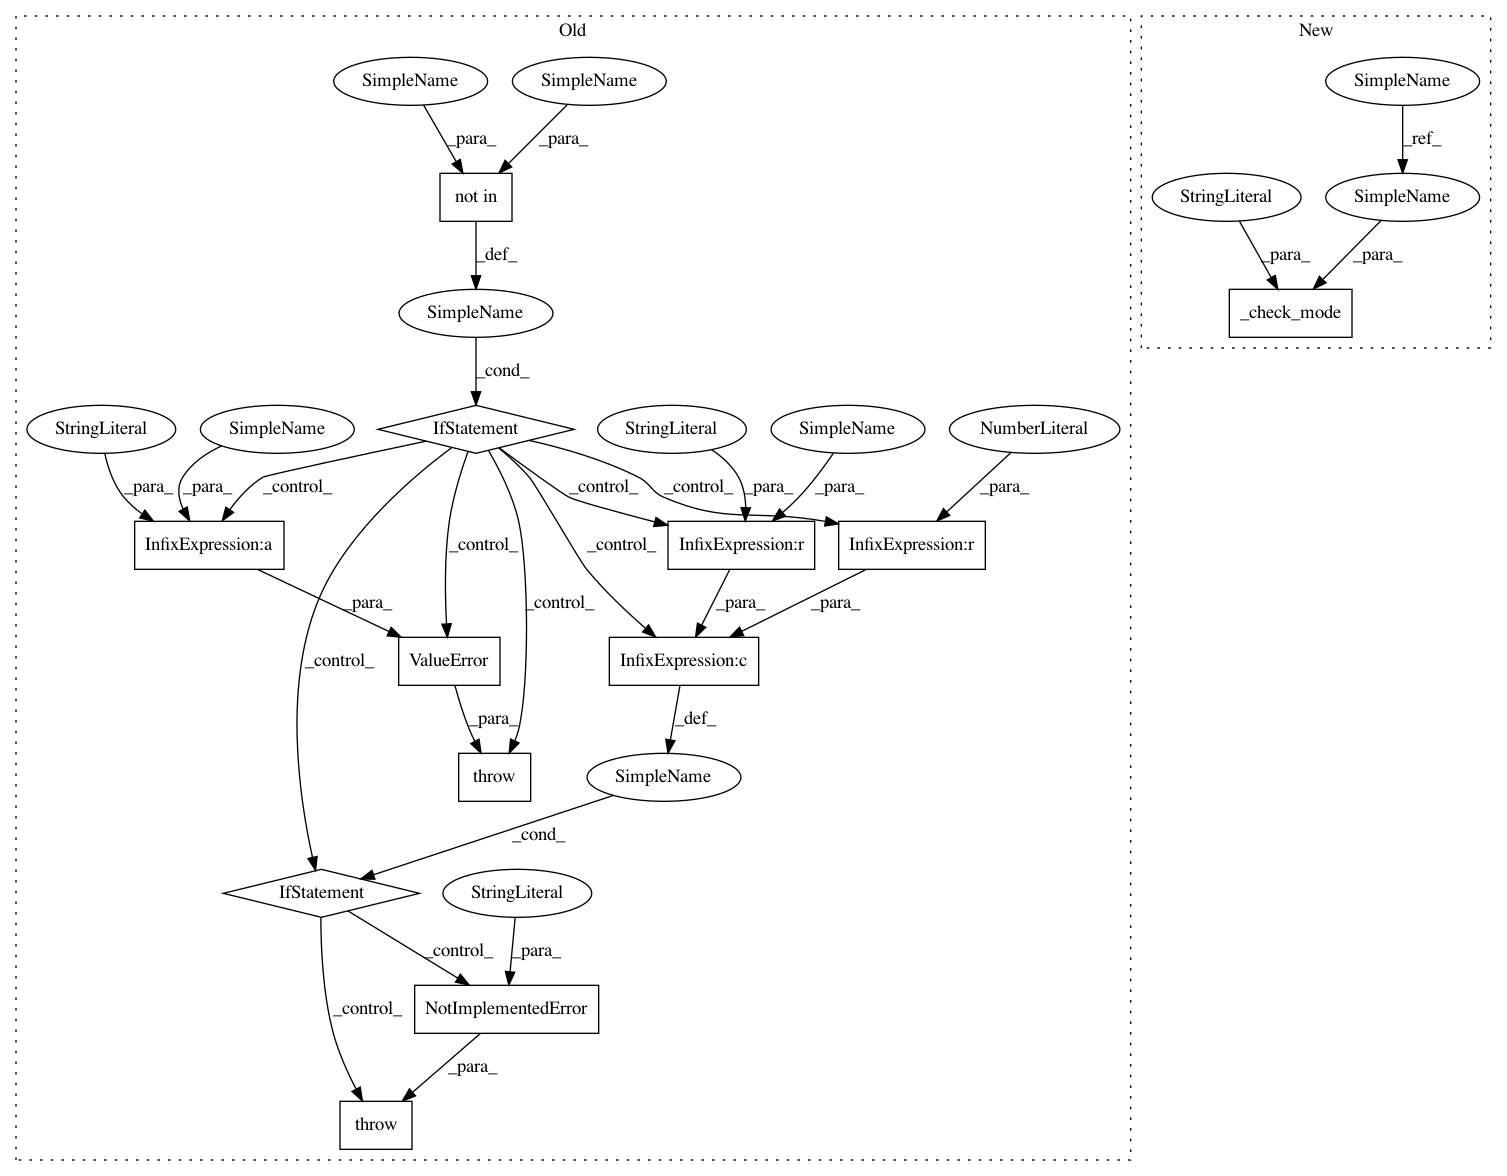 Old
New
SimpleName
SimpleName
SimpleName
_para_
_para_
_ref_
not in
StringLiteral
SimpleName
_def_
_para_
_para_
SimpleName
_check_mode
_cond_
StringLiteral
SimpleName
IfStatement
StringLiteral
SimpleName
NumberLiteral
_para_
_para_
_control_
_control_
_control_
_para_
_para_
_para_
InfixExpression:a
_control_
_control_
InfixExpression:r
InfixExpression:r
_para_
_control_
_para_
_para_
_control_
ValueError
InfixExpression:c
_para_
_def_
throw
SimpleName
_cond_
IfStatement
StringLiteral
_control_
_para_
_control_
NotImplementedError
_para_
throw